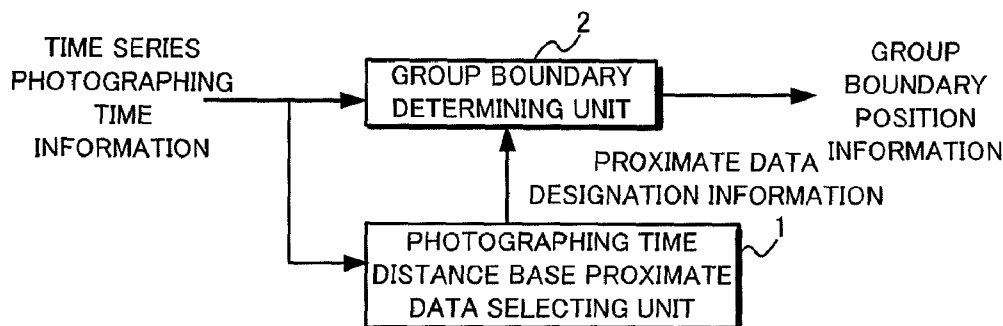 TIME SERIES
PHOTOGRAPHING
TIME
INFORMATION
2
GROUP BOUNDARY
DETERMINING UNIT
GROUP
BOUNDARY
POSITION
INFORMATION
PROXIMATE DATA
DESIGNATION INFORMATION
1
PHOTOGRAPHING TIME
DISTANCE BASE PROXIMATE
DATA SELECTING UNIT